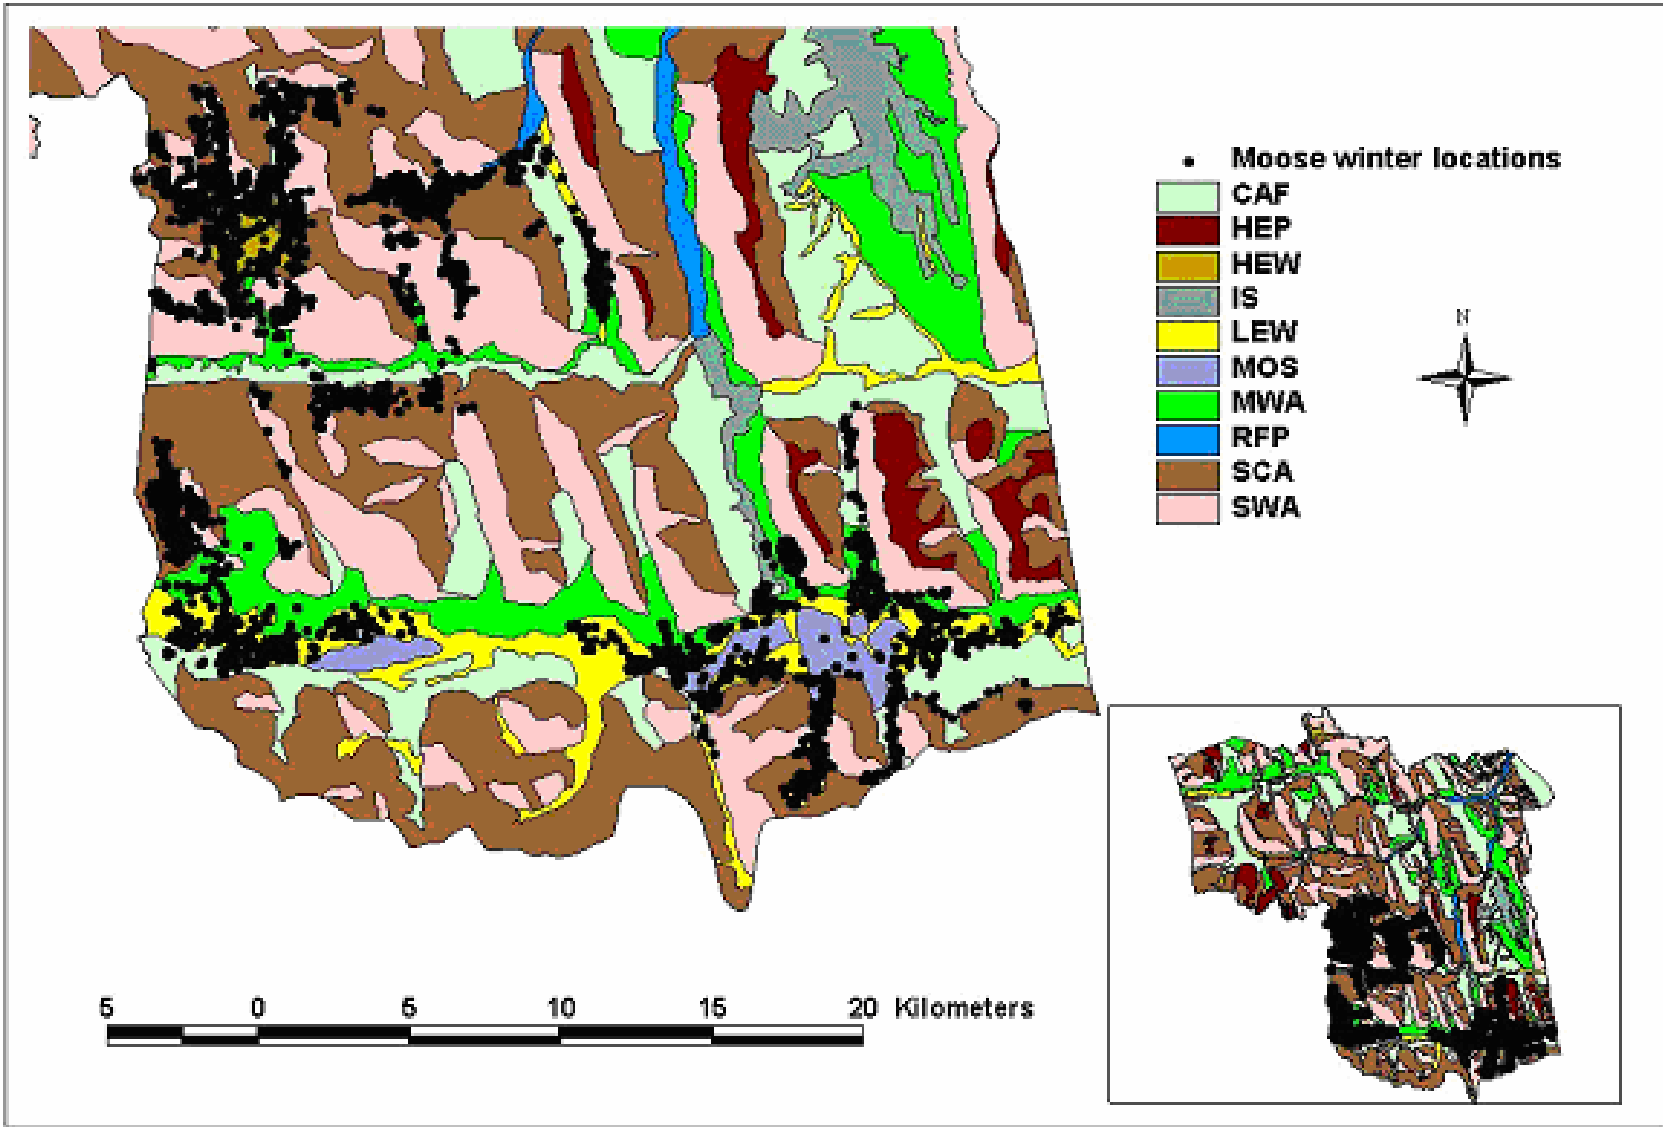 Moose winter locations
CAF
HEP
HEW
IS
LEW
MOS
MWA
RFP
SCA
SWA
N
5 0 5 10 15 20 Kilometers